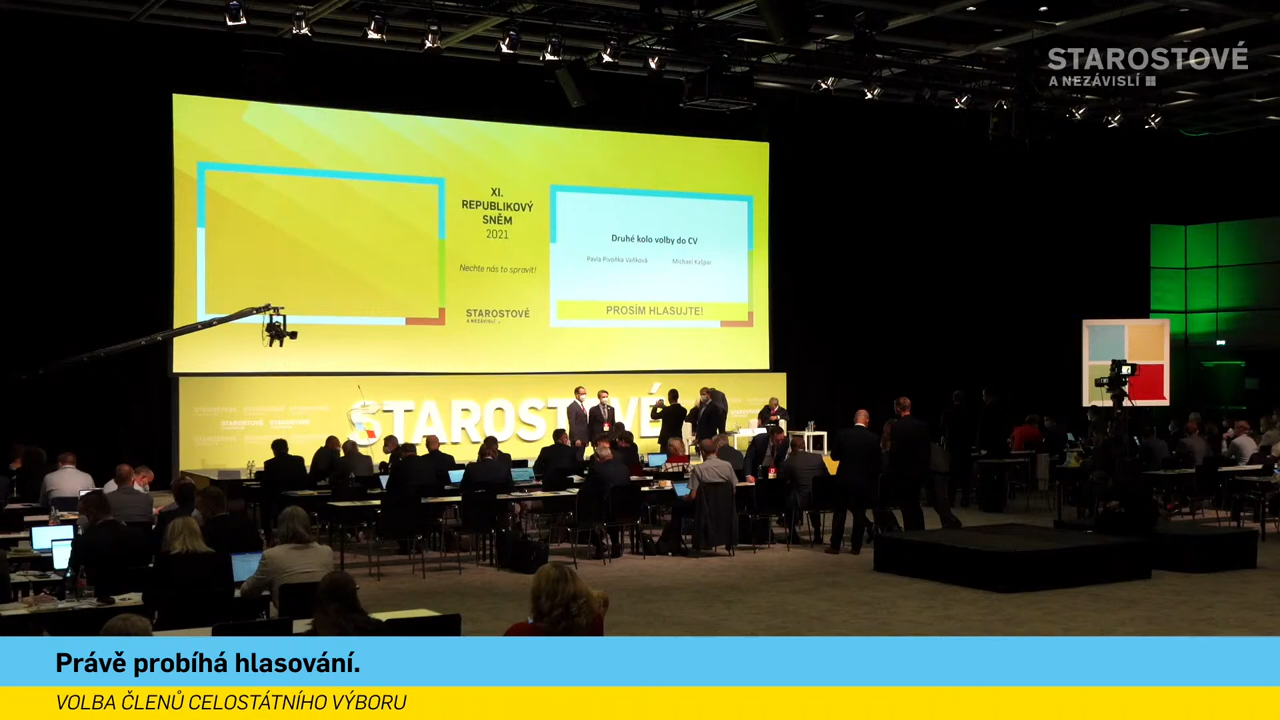 STAROSTOVÉ
A NEZÁVISLÍ
XI.
REPUBLIKOVÝ
SNĚM
2021
Nechte nás to spravit!
STAROSTOVÉ
A NEZÁVISLÍ
Druhé kolo volby do CV
Pavla Pivoňka Vaňková Michael Kašpar
PROSÍM HLASUJTE!
STAROSTOVÉ
Právě probíhá hlasování.
VOLBA ČLENŮ CELOSTÁTNÍHO VÝBORU